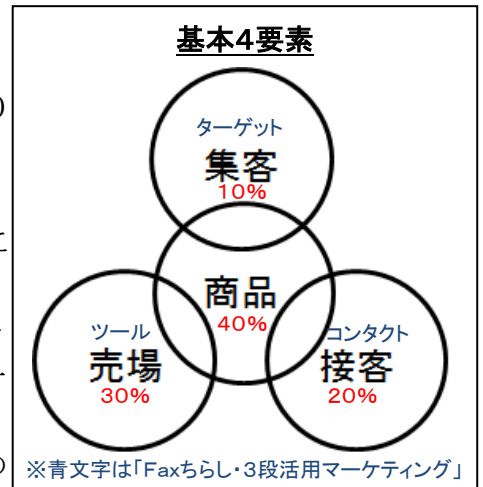 基本4要素
ターゲット
集客
10%
商品
40%
ツール
売場
30%
コンタクト
接客
20%
※青文字は「Faxちらし・3段活用マーケティング」